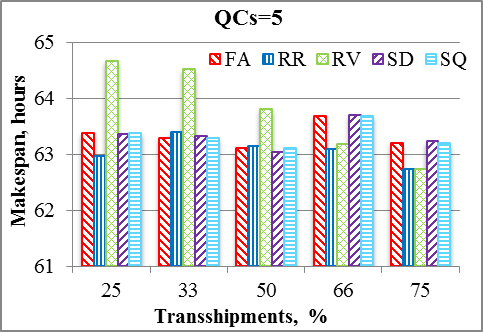 QCs=5
65
FA RR RV SD SQ
64
63
62
61
Makespan, hours
25 33 50 66 75
Transshipments, %